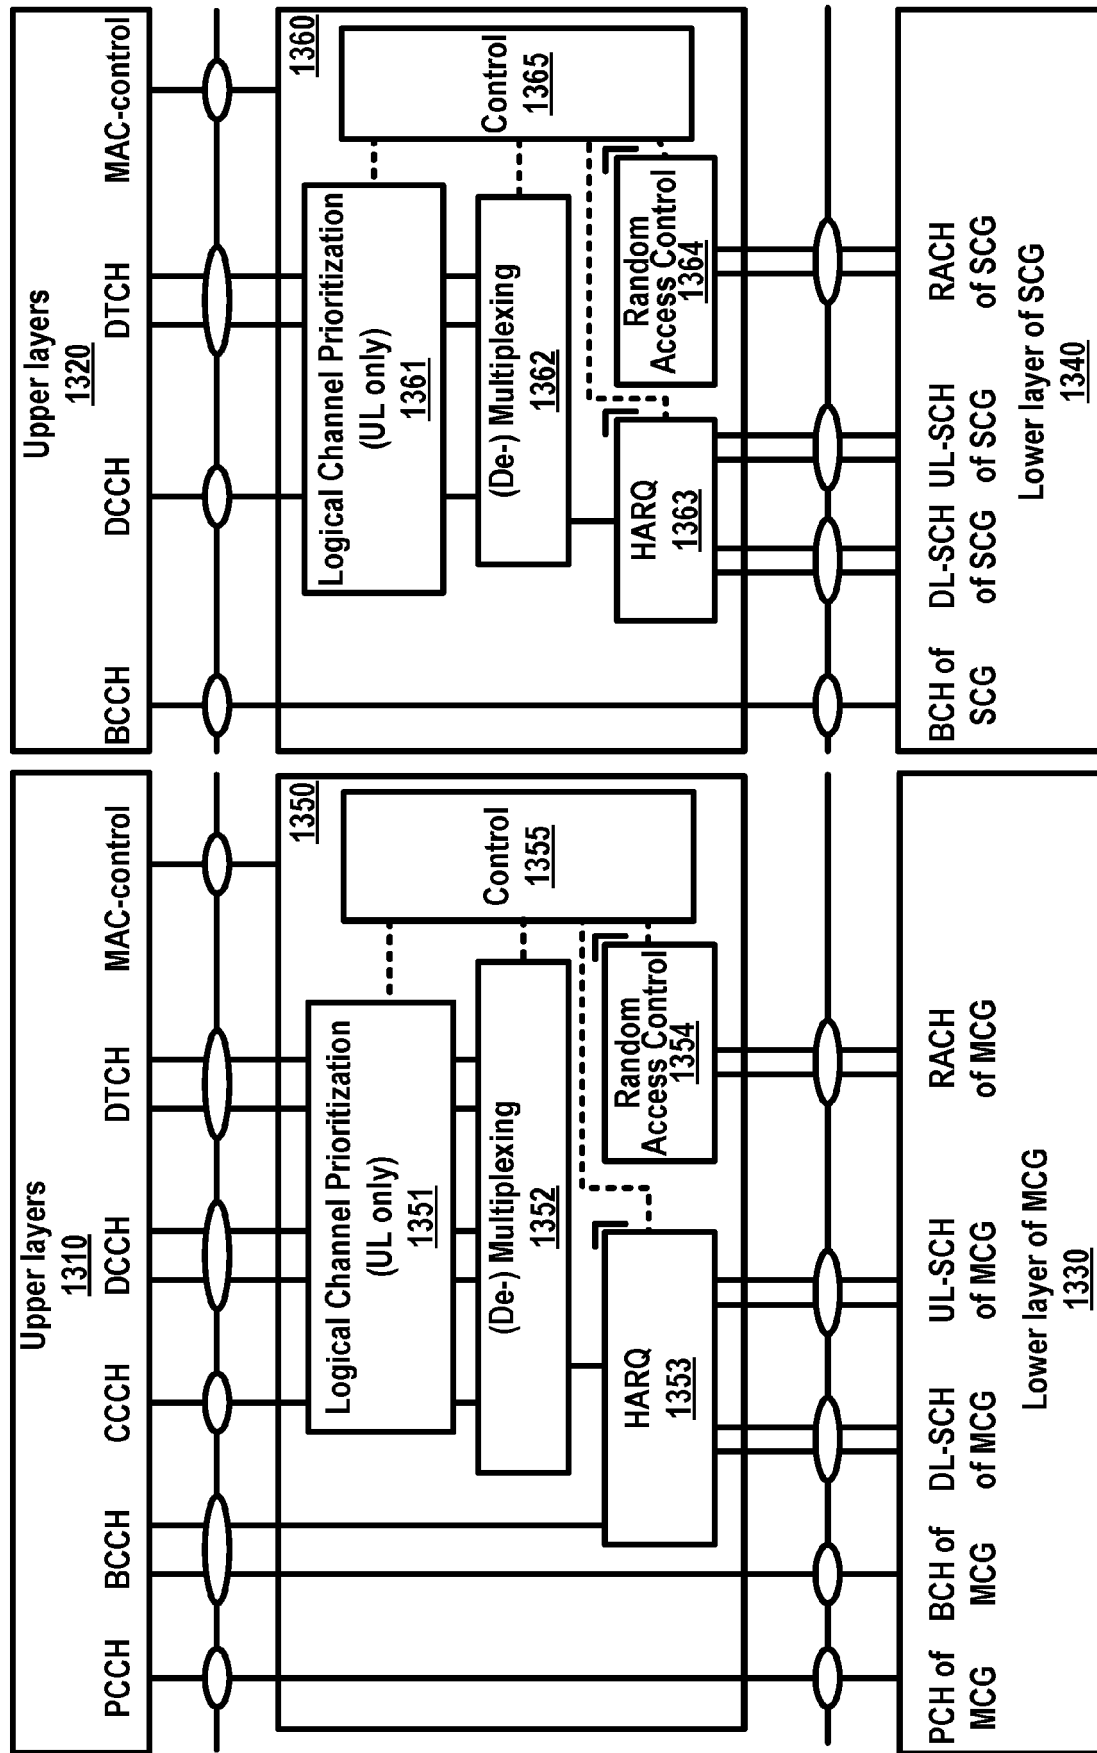 Upper layers
1310
PCCH
BCCH
CCCH
DCCH
DTCH
MAC-control
1350
Logical Channel Prioritization
(UL only)
1351
(De-) Multiplexing
1352
HARQ
1353
Random
Access Control
1354
Control
1355
PCH of
MCG
BCH of
MCG
DL-SCH
of MCG
UL-SCH
of MCG
RACH
of MCG
Lower layer of MCG
1330
Upper layers
1320
BCCH
DCCH
DTCH
MAC-control
1360
Logical Channel Prioritization
(UL only)
1361
(De-) Multiplexing
1362
HARQ
1363
Random
Access Control
1364
Control
1365
BCH of
SCG
DL-SCH
of SCG
UL-SCH
of SCG
RACH
of SCG
Lower layer of SCG
1340